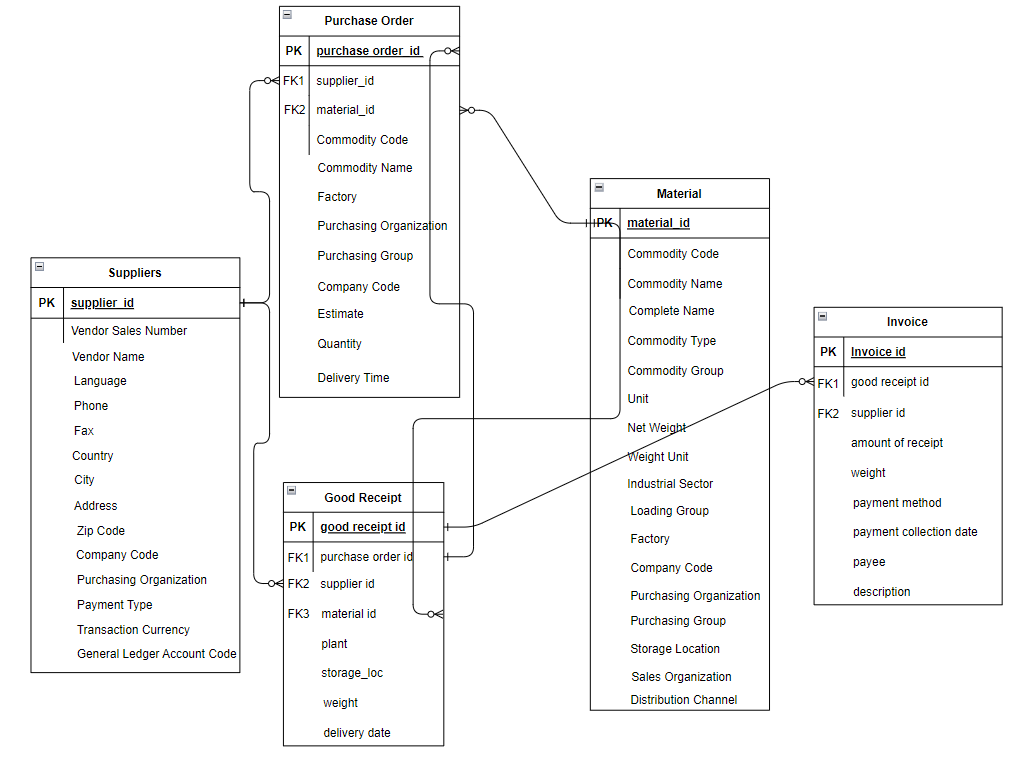 Purchase Order
PK purchase order_id
FK1 supplier_id
FK2 material_id
Commodity Code
Commodity Name
Factory
Purchasing Organization
Purchasing Group
Company Code
Estimate
Quantity
Delivery Time
Suppliers
PK supplier_id
Vendor Sales Number
Vendor Name
Language
Phone
Fax
Country
City
Address
Zip Code
Company Code
Purchasing Organization
Payment Type
Transaction Currency
General Ledger Account Code
Good Receipt
PK good receipt id
FK1 purchase order id
FK2 supplier id
FK3 material id
plant
storage_loc
weight
delivery date
Material
PK material_id
Commodity Code
Commodity Name
Complete Name
Commodity Type
Commodity Group
Unit
Net Weight
Weight Unit
Industrial Sector
Loading Group
Factory
Company Code
Purchasing Organization
Purchasing Group
Storage Location
Sales Organization
Distribution Channel
Invoice
PK Invoice id
FK1 good receipt id
FK2 supplier id
amount of receipt
weight
payment method
payment collection date
payee
description